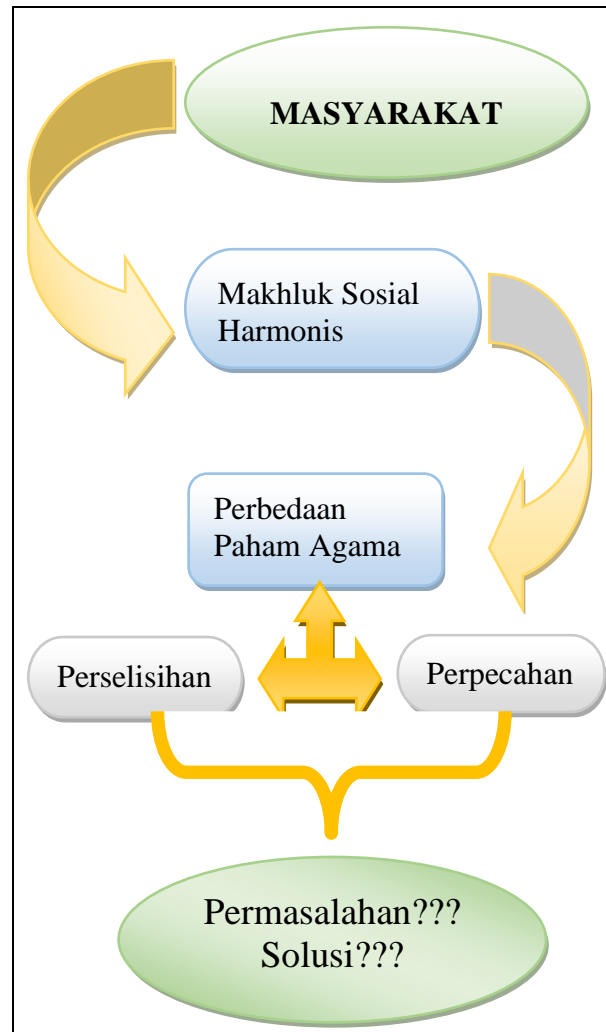 MASYARAKAT
Makhluk Sosial
Harmonis
Perbedaan
Paham Agama
Perselisihan
Perpecahan
Permasalahan???
Solusi???